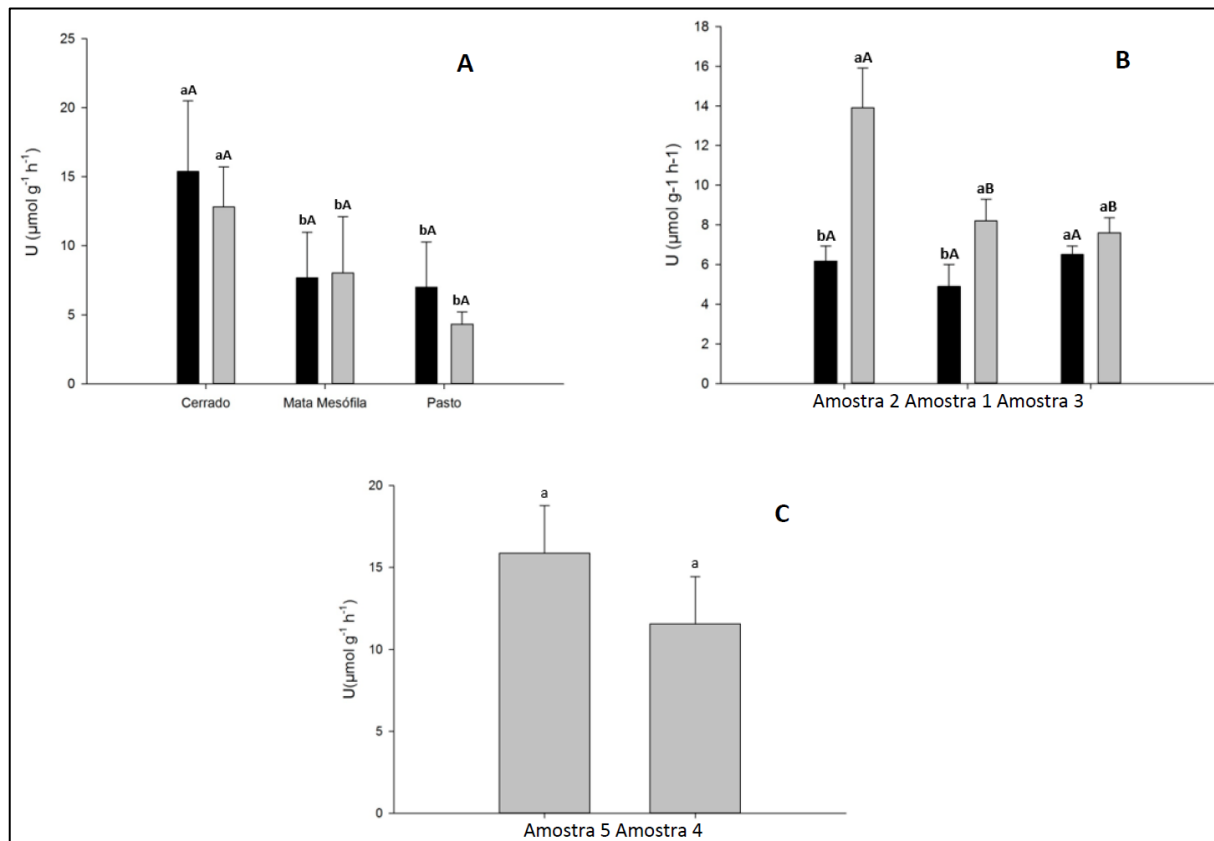 A
U (µmol g⁻¹ h⁻¹)
25
20
15
10
5
0
aA
aA
bA
bA
bA
bA
Cerrado Mata Mesófila Pasto
B
U (µmol g-1 h-1)
18
16
14
12
10
8
6
4
2
0
bA
aA
bA
aB
aA
aB
Amostra 2 Amostra 1 Amostra 3
C
U(µmol g⁻¹ h⁻¹)
20
15
10
5
0
a
a
Amostra 5 Amostra 4